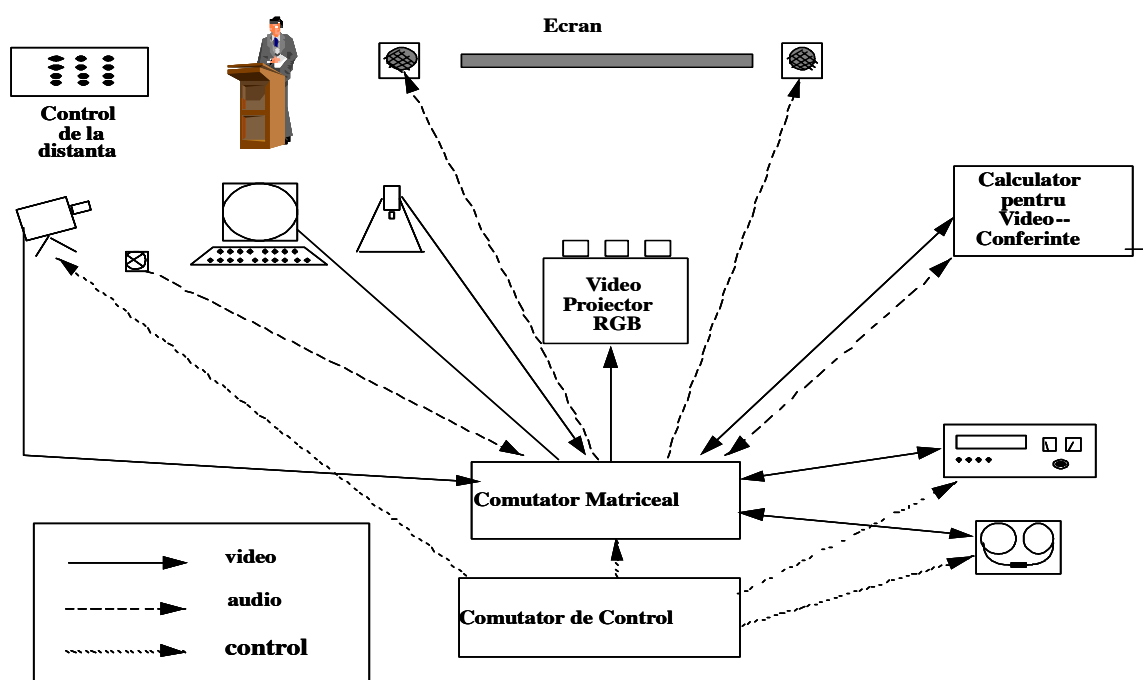 Ecran
Control
de la
distanta
Calculator
pentru
Video--
Conferinte
Video
Proiector
RGB
Comutator Matriceal
Comutator de Control
video
audio
control